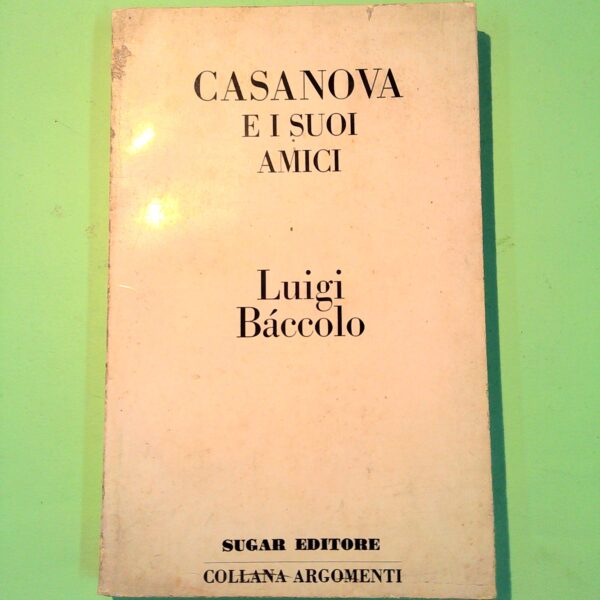 CASANOVA
E I SUOI
AMICI
Luigi
Báccolo
SUGAR EDITORE
COLLANA ARGOMENTI